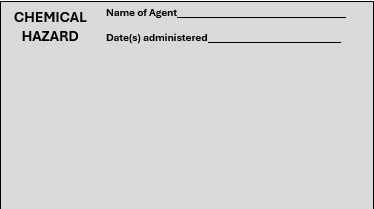 CHEMICAL
HAZARD
Name of Agent
Date(s) administered